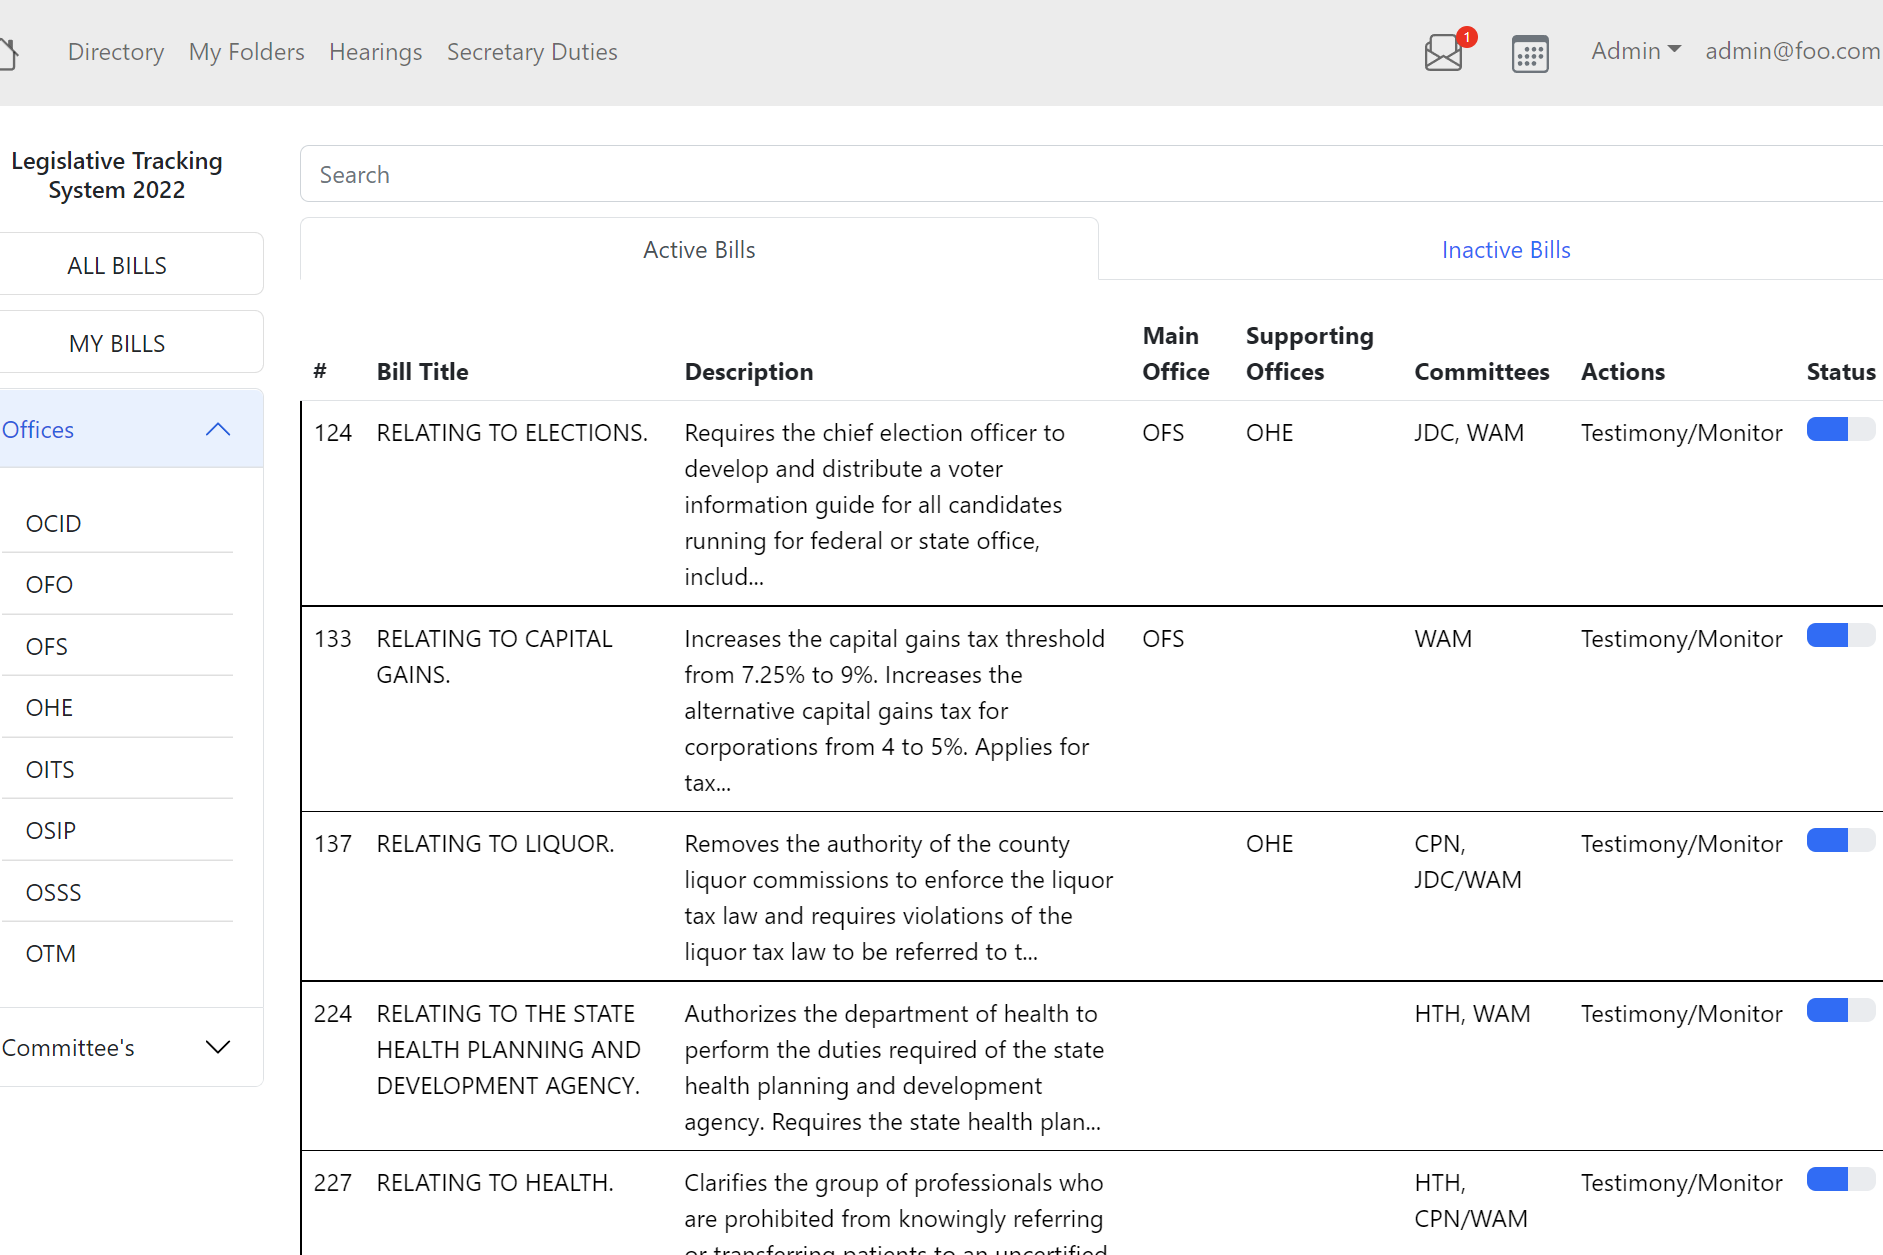 Directory My Folders Hearings Secretary Duties
1
Admin admin@foo.com
Legislative Tracking
System 2022
ALL BILLS
MY BILLS
Offices
OCID
OFO
OFS
OHE
OITS
OSIP
OSSS
OTM
Committee's
Search
Active Bills Inactive Bills
# Bill Title Description Main Office Supporting Offices Committees Actions Status
124 RELATING TO ELECTIONS. Requires the chief election officer to OFS OHE JDC, WAM Testimony/Monitor
develop and distribute a voter
information guide for all candidates
running for federal or state office,
includ...
133 RELATING TO CAPITAL Increases the capital gains tax threshold OFS WAM Testimony/Monitor
GAINS. from 7.25% to 9%. Increases the
alternative capital gains tax for
corporations from 4 to 5%. Applies for
tax...
137 RELATING TO LIQUOR. Removes the authority of the county OHE CPN, Testimony/Monitor
liquor commissions to enforce the liquor JDC/WAM
tax law and requires violations of the
liquor tax law to be referred to t...
224 RELATING TO THE STATE Authorizes the department of health to HTH, WAM Testimony/Monitor
HEALTH PLANNING AND perform the duties required of the state
DEVELOPMENT AGENCY. health planning and development
agency. Requires the state health plan...
227 RELATING TO HEALTH. Clarifies the group of professionals who HTH, Testimony/Monitor
are prohibited from knowingly referring CPN/WAM
or transferring patients to an uncertified